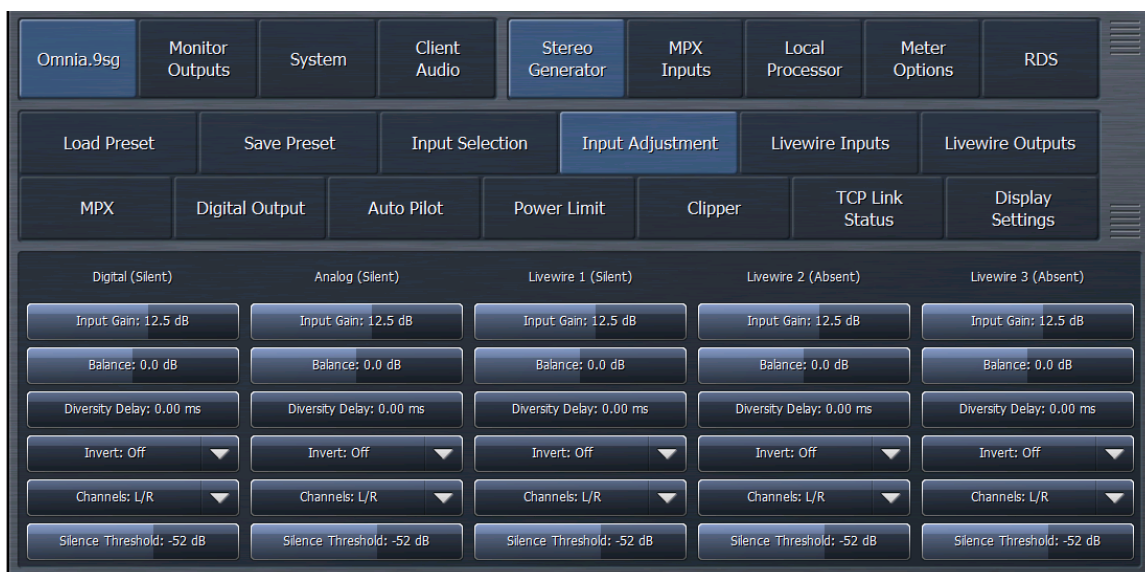 Omnia.9sg
Monitor
Outputs
System
Client
Audio
Stereo
Generator
MPX
Inputs
Local
Processor
Meter
Options
RDS
Load Preset
Save Preset
Input Selection
Input Adjustment
Livewire Inputs
Livewire Outputs
MPX
Digital Output
Auto Pilot
Power Limit
Clipper
TCP Link
Status
Display
Settings
Digital (Silent)
Analog (Silent)
Livewire 1 (Silent)
Livewire 2 (Absent)
Livewire 3 (Absent)
Input Gain: 12.5 dB
Input Gain: 12.5 dB
Input Gain: 12.5 dB
Input Gain: 12.5 dB
Input Gain: 12.5 dB
Balance: 0.0 dB
Balance: 0.0 dB
Balance: 0.0 dB
Balance: 0.0 dB
Balance: 0.0 dB
Diversity Delay: 0.00 ms
Diversity Delay: 0.00 ms
Diversity Delay: 0.00 ms
Diversity Delay: 0.00 ms
Diversity Delay: 0.00 ms
Invert: Off
Invert: Off
Invert: Off
Invert: Off
Invert: Off
Channels: L/R
Channels: L/R
Channels: L/R
Channels: L/R
Channels: L/R
Silence Threshold: -52 dB
Silence Threshold: -52 dB
Silence Threshold: -52 dB
Silence Threshold: -52 dB
Silence Threshold: -52 dB